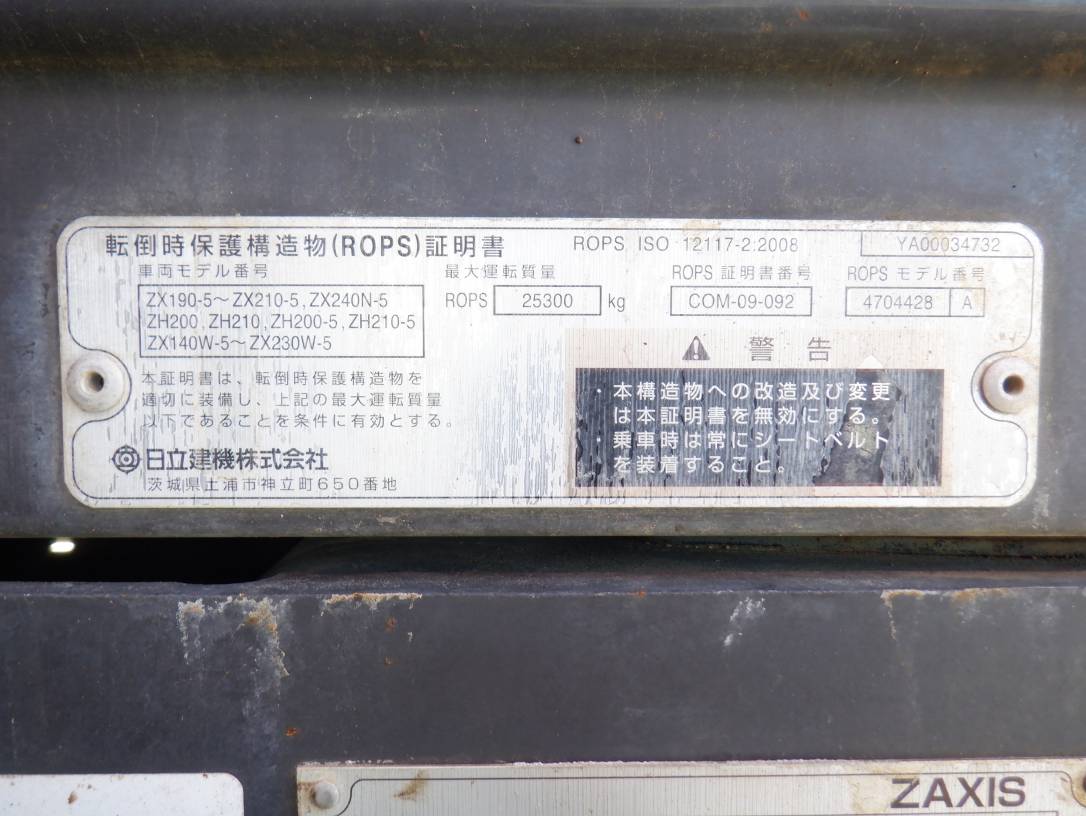 転倒時保護構造物(ROPS)証明書 ROPS ISO 12117-2:2008 YA00034732
車両モデル番号 最大運転質量 ROPS 証明書番号 ROPS モデル番号
ZX190-5～ZX210-5, ZX240N-5 ROPS 25300 kg COM-09-092 4704428 A
ZH200, ZH210, ZH200-5, ZH210-5
ZX140W-5～ZX230W-5
本証明書は、転倒時保護構造物を
適切に装備し、上記の最大運転質量
以下であることを条件に有効とする。
日立建機株式会社
茨城県土浦市神立町650番地
警告
・本構造物への改造及び変更
は本証明書を無効にする。
・乗車時は常にシートベルト
を装着すること。
ZAXIS